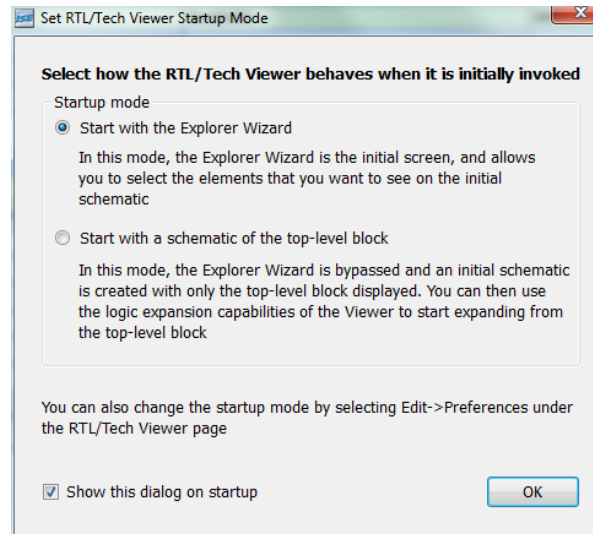 ISE Set RTL/Tech Viewer Startup Mode
Select how the RTL/Tech Viewer behaves when it is initially invoked
Startup mode
Start with the Explorer Wizard
In this mode, the Explorer Wizard is the initial screen, and allows
you to select the elements that you want to see on the initial
schematic
Start with a schematic of the top-level block
In this mode, the Explorer Wizard is bypassed and an initial schematic
is created with only the top-level block displayed. You can then use
the logic expansion capabilities of the Viewer to start expanding from
the top-level block
You can also change the startup mode by selecting Edit->Preferences under
the RTL/Tech Viewer page
Show this dialog on startup
OK